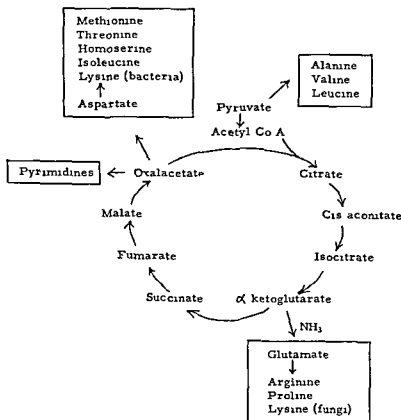 Methionine
Threonine
Homoserine
Isoleucine
Lysine (bacteria)
Aspartate
Alanine
Valine
Leucine
Pyruvate
Acetyl Co A
Pyrimidines
Oxalacetate
Citrate
Malate
Cis aconitate
Fumarate
Isocitrate
Succinate
α ketoglutarate
NH3
Glutamate
Arginine
Proline
Lysine (fungi)